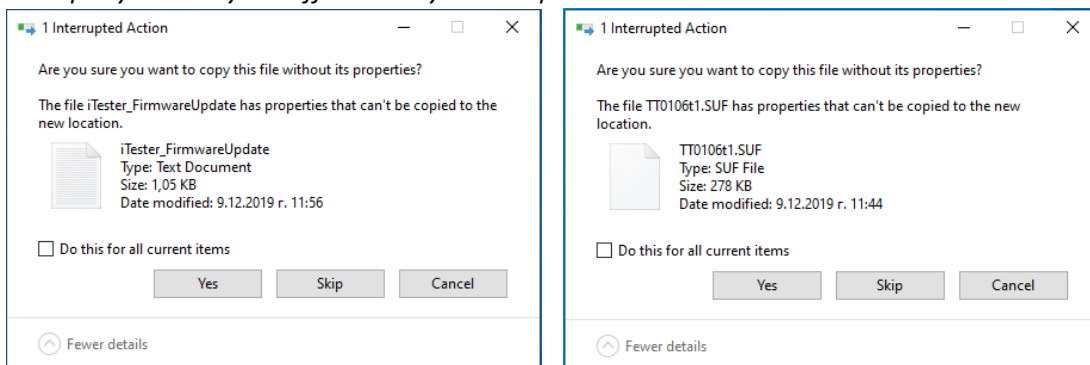 1 Interrupted Action
Are you sure you want to copy this file without its properties?
The file iTester_FirmwareUpdate has properties that can't be copied to the
new location.
iTester_FirmwareUpdate
Type: Text Document
Size: 1,05 KB
Date modified: 9.12.2019 г. 11:56
Do this for all current items
Yes
Skip
Cancel
Fewer details
1 Interrupted Action
Are you sure you want to copy this file without its properties?
The file TT0106t1.SUF has properties that can't be copied to the new
location.
TT0106t1.SUF
Type: SUF File
Size: 278 KB
Date modified: 9.12.2019 г. 11:44
Do this for all current items
Yes
Skip
Cancel
Fewer details